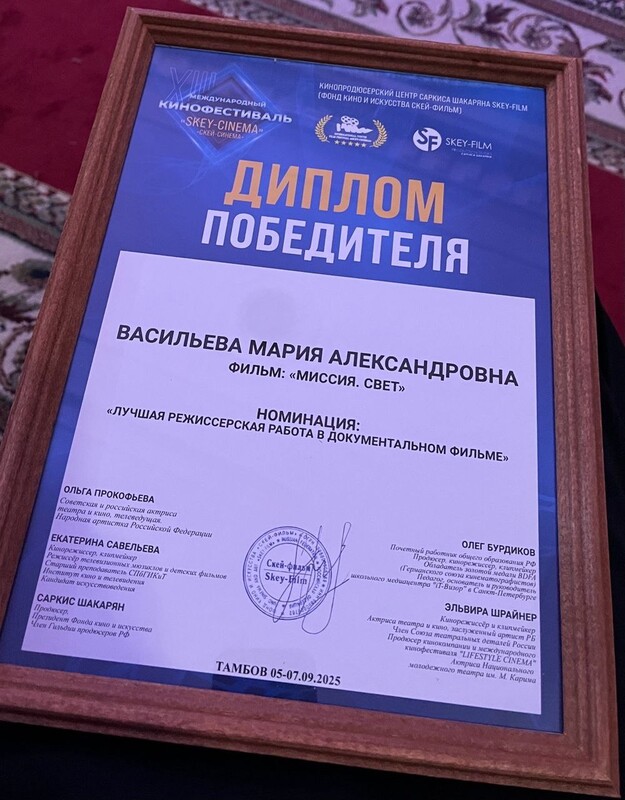 XIII
МЕЖДУНАРОДНЫЙ
КИНОФЕСТИВАЛЬ
"SKEY-CINEMA"
-СКЕЙ-СИНЕМА-
КИНОПРОДЮСЕРСКИЙ ЦЕНТР САРКИСА ШАКАРЯНА SKEY-FILM
(ФОНД КИНО И ИСКУССТВА СКЕЙ-ФИЛЬМ)
SF SKEY-FILM
ДИПЛОМ
ПОБЕДИТЕЛЯ
ВАСИЛЬЕВА МАРИЯ АЛЕКСАНДРОВНА
ФИЛЬМ: «МИССИЯ. СВЕТ»
НОМИНАЦИЯ:
«ЛУЧШАЯ РЕЖИССЕРСКАЯ РАБОТА В ДОКУМЕНТАЛЬНОМ ФИЛЬМЕ»
ОЛЬГА ПРОКОФЬЕВА
Советская и российская актриса
театра и кино, телеведущая.
Народная артистка Российской Федерации
ЕКАТЕРИНА САВЕЛЬЕВА
Кинорежиссер, клипмейкер
Режиссёр телевизионных мюзиклов и детских фильмов
Старший преподаватель СПбГИКиТ
Институт кино и телевидения
Кандидат искусствоведения
САРКИС ШАКАРЯН
Продюсер,
Президент Фонда кино и искусства
Член Гильдии продюсеров РФ
Скей-фильм
Skey-Film
ОЛЕГ БУРДИКОВ
Почетный работник общего образования РФ
Продюсер, кинорежиссер, клипмейкер
Обладатель золотой медали BDFA
(Германского союза кинематографистов)
Педагог, основатель и руководитель
школьного медиацентра "iТ-Визор" в Санкт-Петербурге
ЭЛЬВИРА ШРАЙНЕР
Кинорежиссёр и клипмейкер
Актриса театра и кино, заслуженный артист РБ
Член Союза театральных деталей России
Продюсер кинокомпании и международного
кинофестиваля "LIFESTYLE CINEMA"
Актриса Национального
молодежного театра им. М. Карима
ТАМБОВ 05-07.09.2025